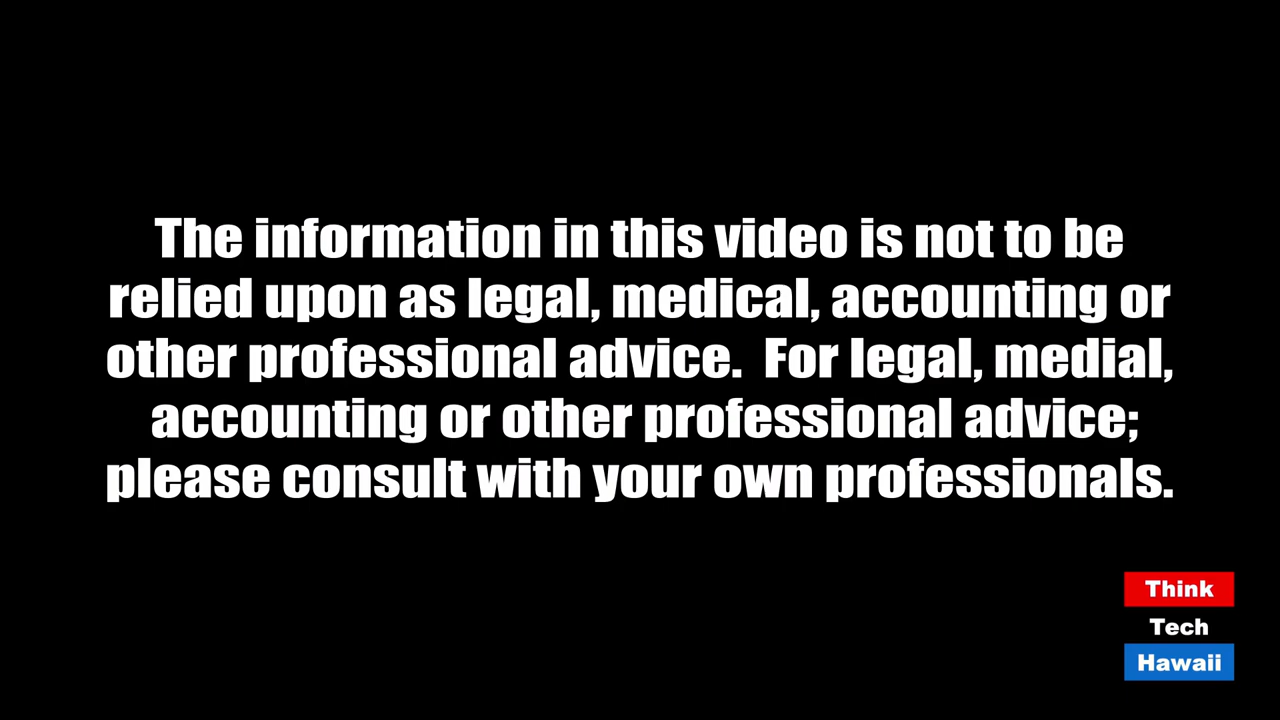 The information in this video is not to be
relied upon as legal, medical, accounting or
other professional advice.  For legal, medial,
accounting or other professional advice;
please consult with your own professionals.
Think
Tech
Hawaii